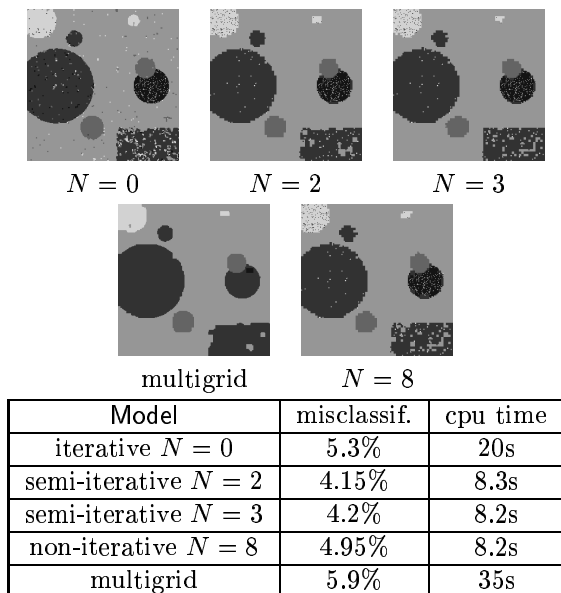 N = 0 N = 2 N = 3
multigrid N = 8
Model misclassif. cpu time
iterative N = 0 5.3% 20s
semi-iterative N = 2 4.15% 8.3s
semi-iterative N = 3 4.2% 8.2s
non-iterative N = 8 4.95% 8.2s
multigrid 5.9% 35s